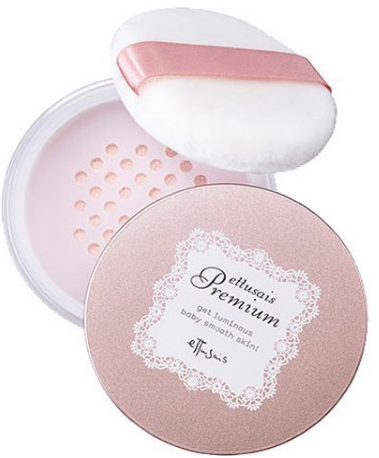 ettusais
Premium
get luminous
baby smooth skin!
ettusais